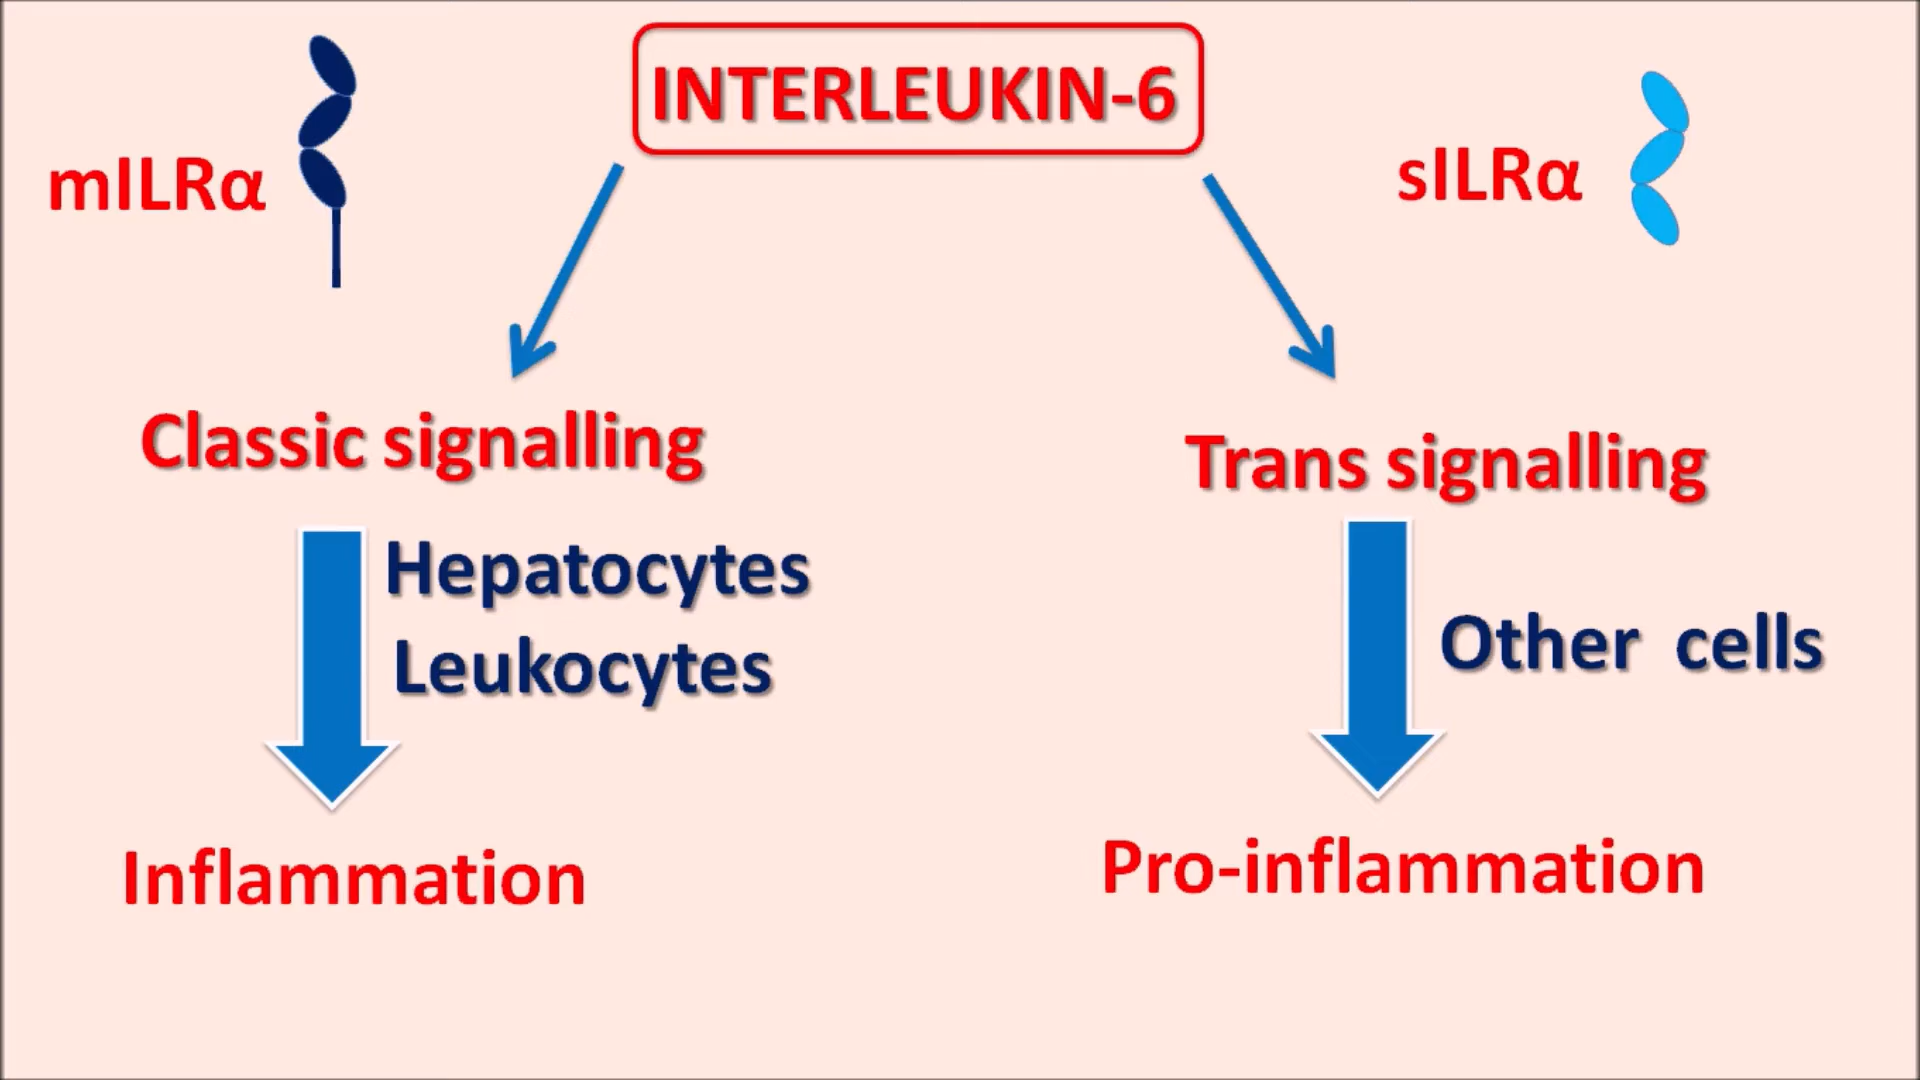 INTERLEUKIN-6
mILRα
sILRα
Classic signalling
Trans signalling
Hepatocytes
Leukocytes
Other cells
Inflammation
Pro-inflammation